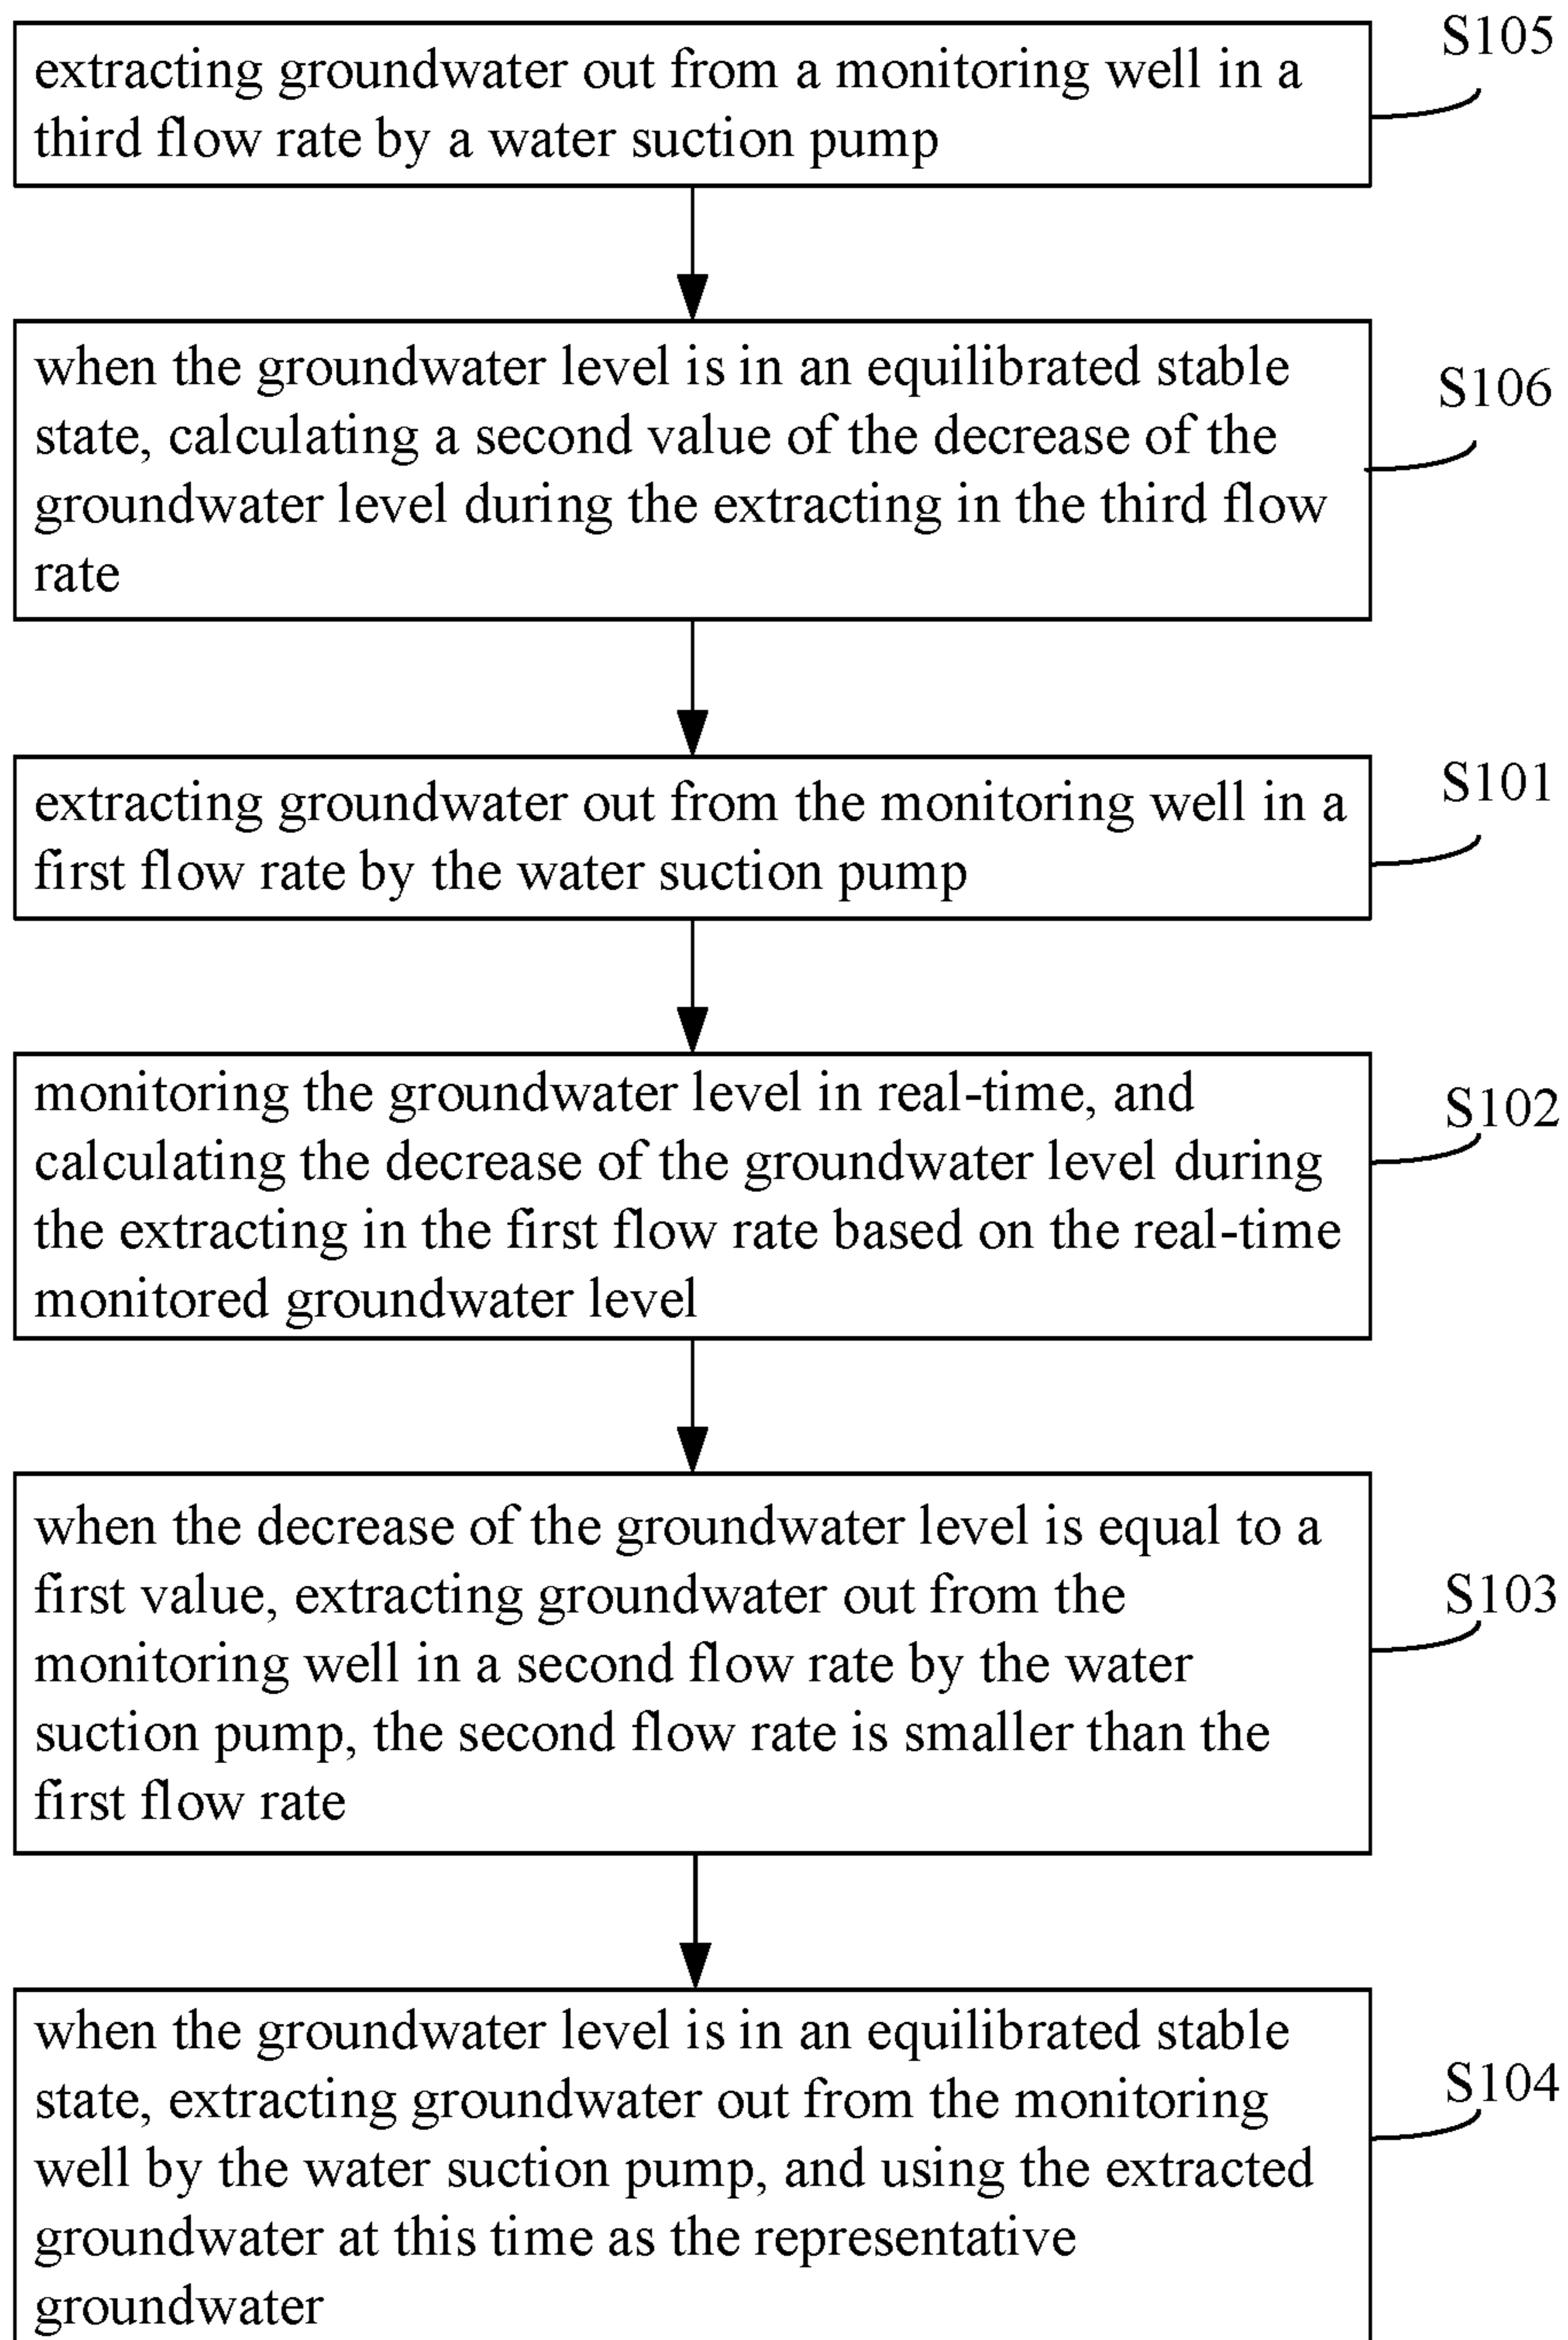 S105
extracting groundwater out from a monitoring well in a
third flow rate by a water suction pump
S106
when the groundwater level is in an equilibrated stable
state, calculating a second value of the decrease of the
groundwater level during the extracting in the third flow
rate
S101
extracting groundwater out from the monitoring well in a
first flow rate by the water suction pump
S102
monitoring the groundwater level in real-time, and
calculating the decrease of the groundwater level during
the extracting in the first flow rate based on the real-time
monitored groundwater level
S103
when the decrease of the groundwater level is equal to a
first value, extracting groundwater out from the
monitoring well in a second flow rate by the water
suction pump, the second flow rate is smaller than the
first flow rate
S104
when the groundwater level is in an equilibrated stable
state, extracting groundwater out from the monitoring
well by the water suction pump, and using the extracted
groundwater at this time as the representative
groundwater